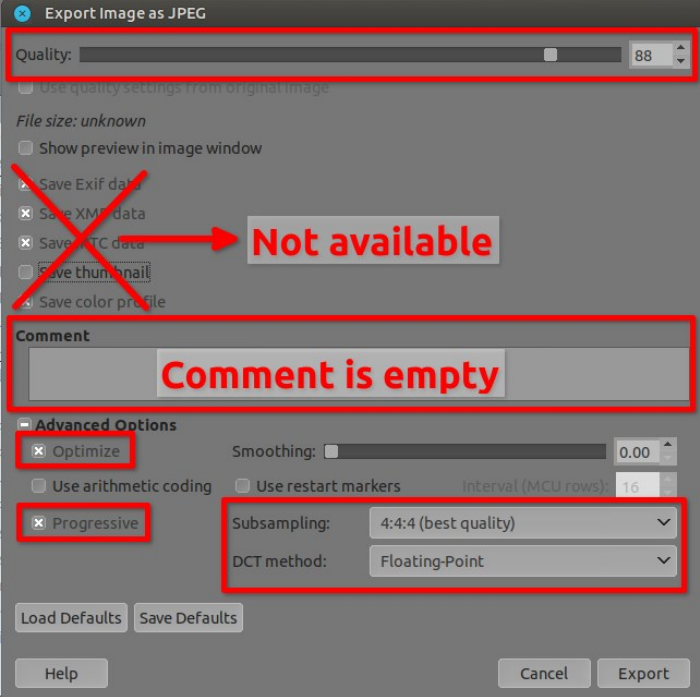 Export Image as JPEG
Quality: 88
Use quality settings from original image
File size: unknown
Show preview in image window
Save Exif data
Save XMP data
Save IPTC data
Not available
Save thumbnail
Save color profile
Comment
Comment is empty
Advanced Options
Optimize Smoothing: 0.00
Use arithmetic coding Use restart markers Interval (MCU rows): 16
Progressive Subsampling: 4:4:4 (best quality)
DCT method: Floating-Point
Load Defaults Save Defaults
Help Cancel Export